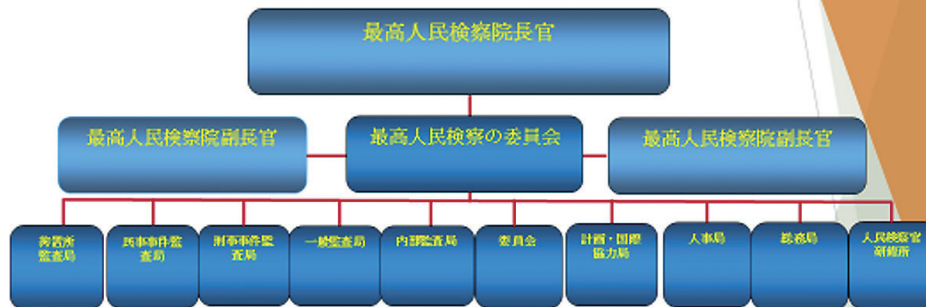 最高人民検察院長官
最高人民検察院副長官
最高人民検察の委員会
最高人民検察院副長官
拘置所
監査局
民事事件監
査局
刑事事件監
査局
一般監査局
内部監査局
委員会
計画・国際
協力局
人事局
総務局
人民検察官
研修所